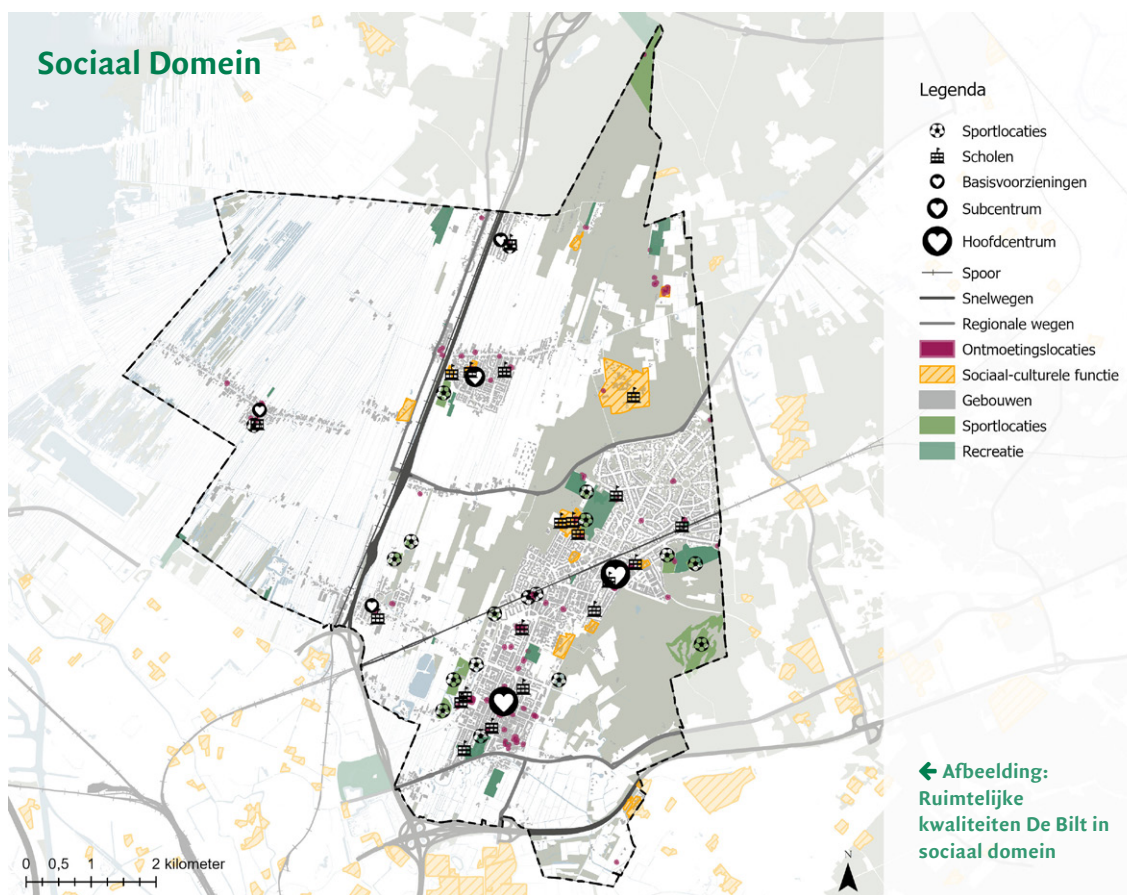 Sociaal Domein
Legenda
Sportlocaties
Scholen
Basisvoorzieningen
Subcentrum
Hoofdcentrum
Spoor
Snelwegen
Regionale wegen
Ontmoetingslocaties
Sociaal-culturele functie
Gebouwen
Sportlocaties
Recreatie
← Afbeelding:
Ruimtelijke
kwaliteiten De Bilt in
sociaal domein
N
0 0,5 1 2 kilometer